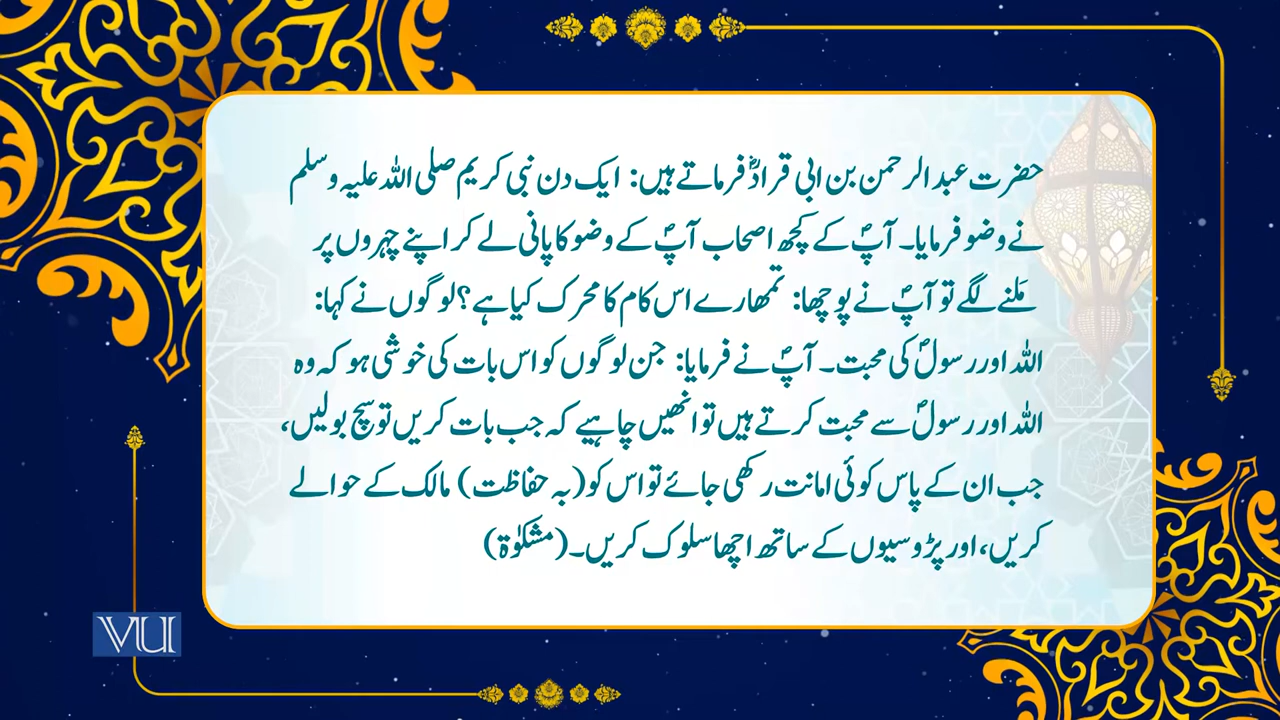 حضرت عبد الرحمن بن ابی قرادؓ فرماتے ہیں: ایک دن نبی کریم صلی اللہ علیہ وسلم
نے وضو فرمایا۔ آپؐ کے کچھ اصحاب آپؐ کے وضو کا پانی لے کر اپنے چہروں پر
مَلنے لگے تو آپؐ نے پوچھا: تمھارے اس کام کا محرک کیا ہے؟ لوگوں نے کہا:
اللہ اور رسولؐ کی محبت۔ آپؐ نے فرمایا: جن لوگوں کو اس بات کی خوشی ہو کہ وہ
اللہ اور رسولؐ سے محبت کرتے ہیں تو انھیں چاہیے کہ جب بات کریں تو سچ بولیں،
جب ان کے پاس کوئی امانت رکھی جائے تو اس کو (بہ حفاظت) مالک کے حوالے
کریں، اور پڑوسیوں کے ساتھ اچھا سلوک کریں۔ (مشکوٰۃ)
VU